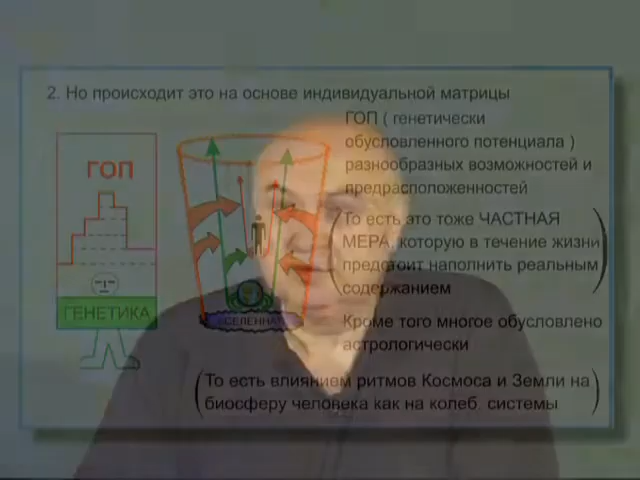 2. Но происходит это на основе индивидуальной матрицы
ГОП ( генетически
обусловленного потенциала )
разнообразных возможностей и
предрасположенностей
(То есть это тоже ЧАСТНАЯ
МЕРА, которую в течение жизни
предстоит наполнить реальным
содержанием)
Кроме того многое обусловлено
астрологически
(То есть влиянием ритмов Космоса и Земли на
биосферу человека как на колеб. системы)
ГОП
ГЕНЕТИКА
ВСЕЛЕННАЯ